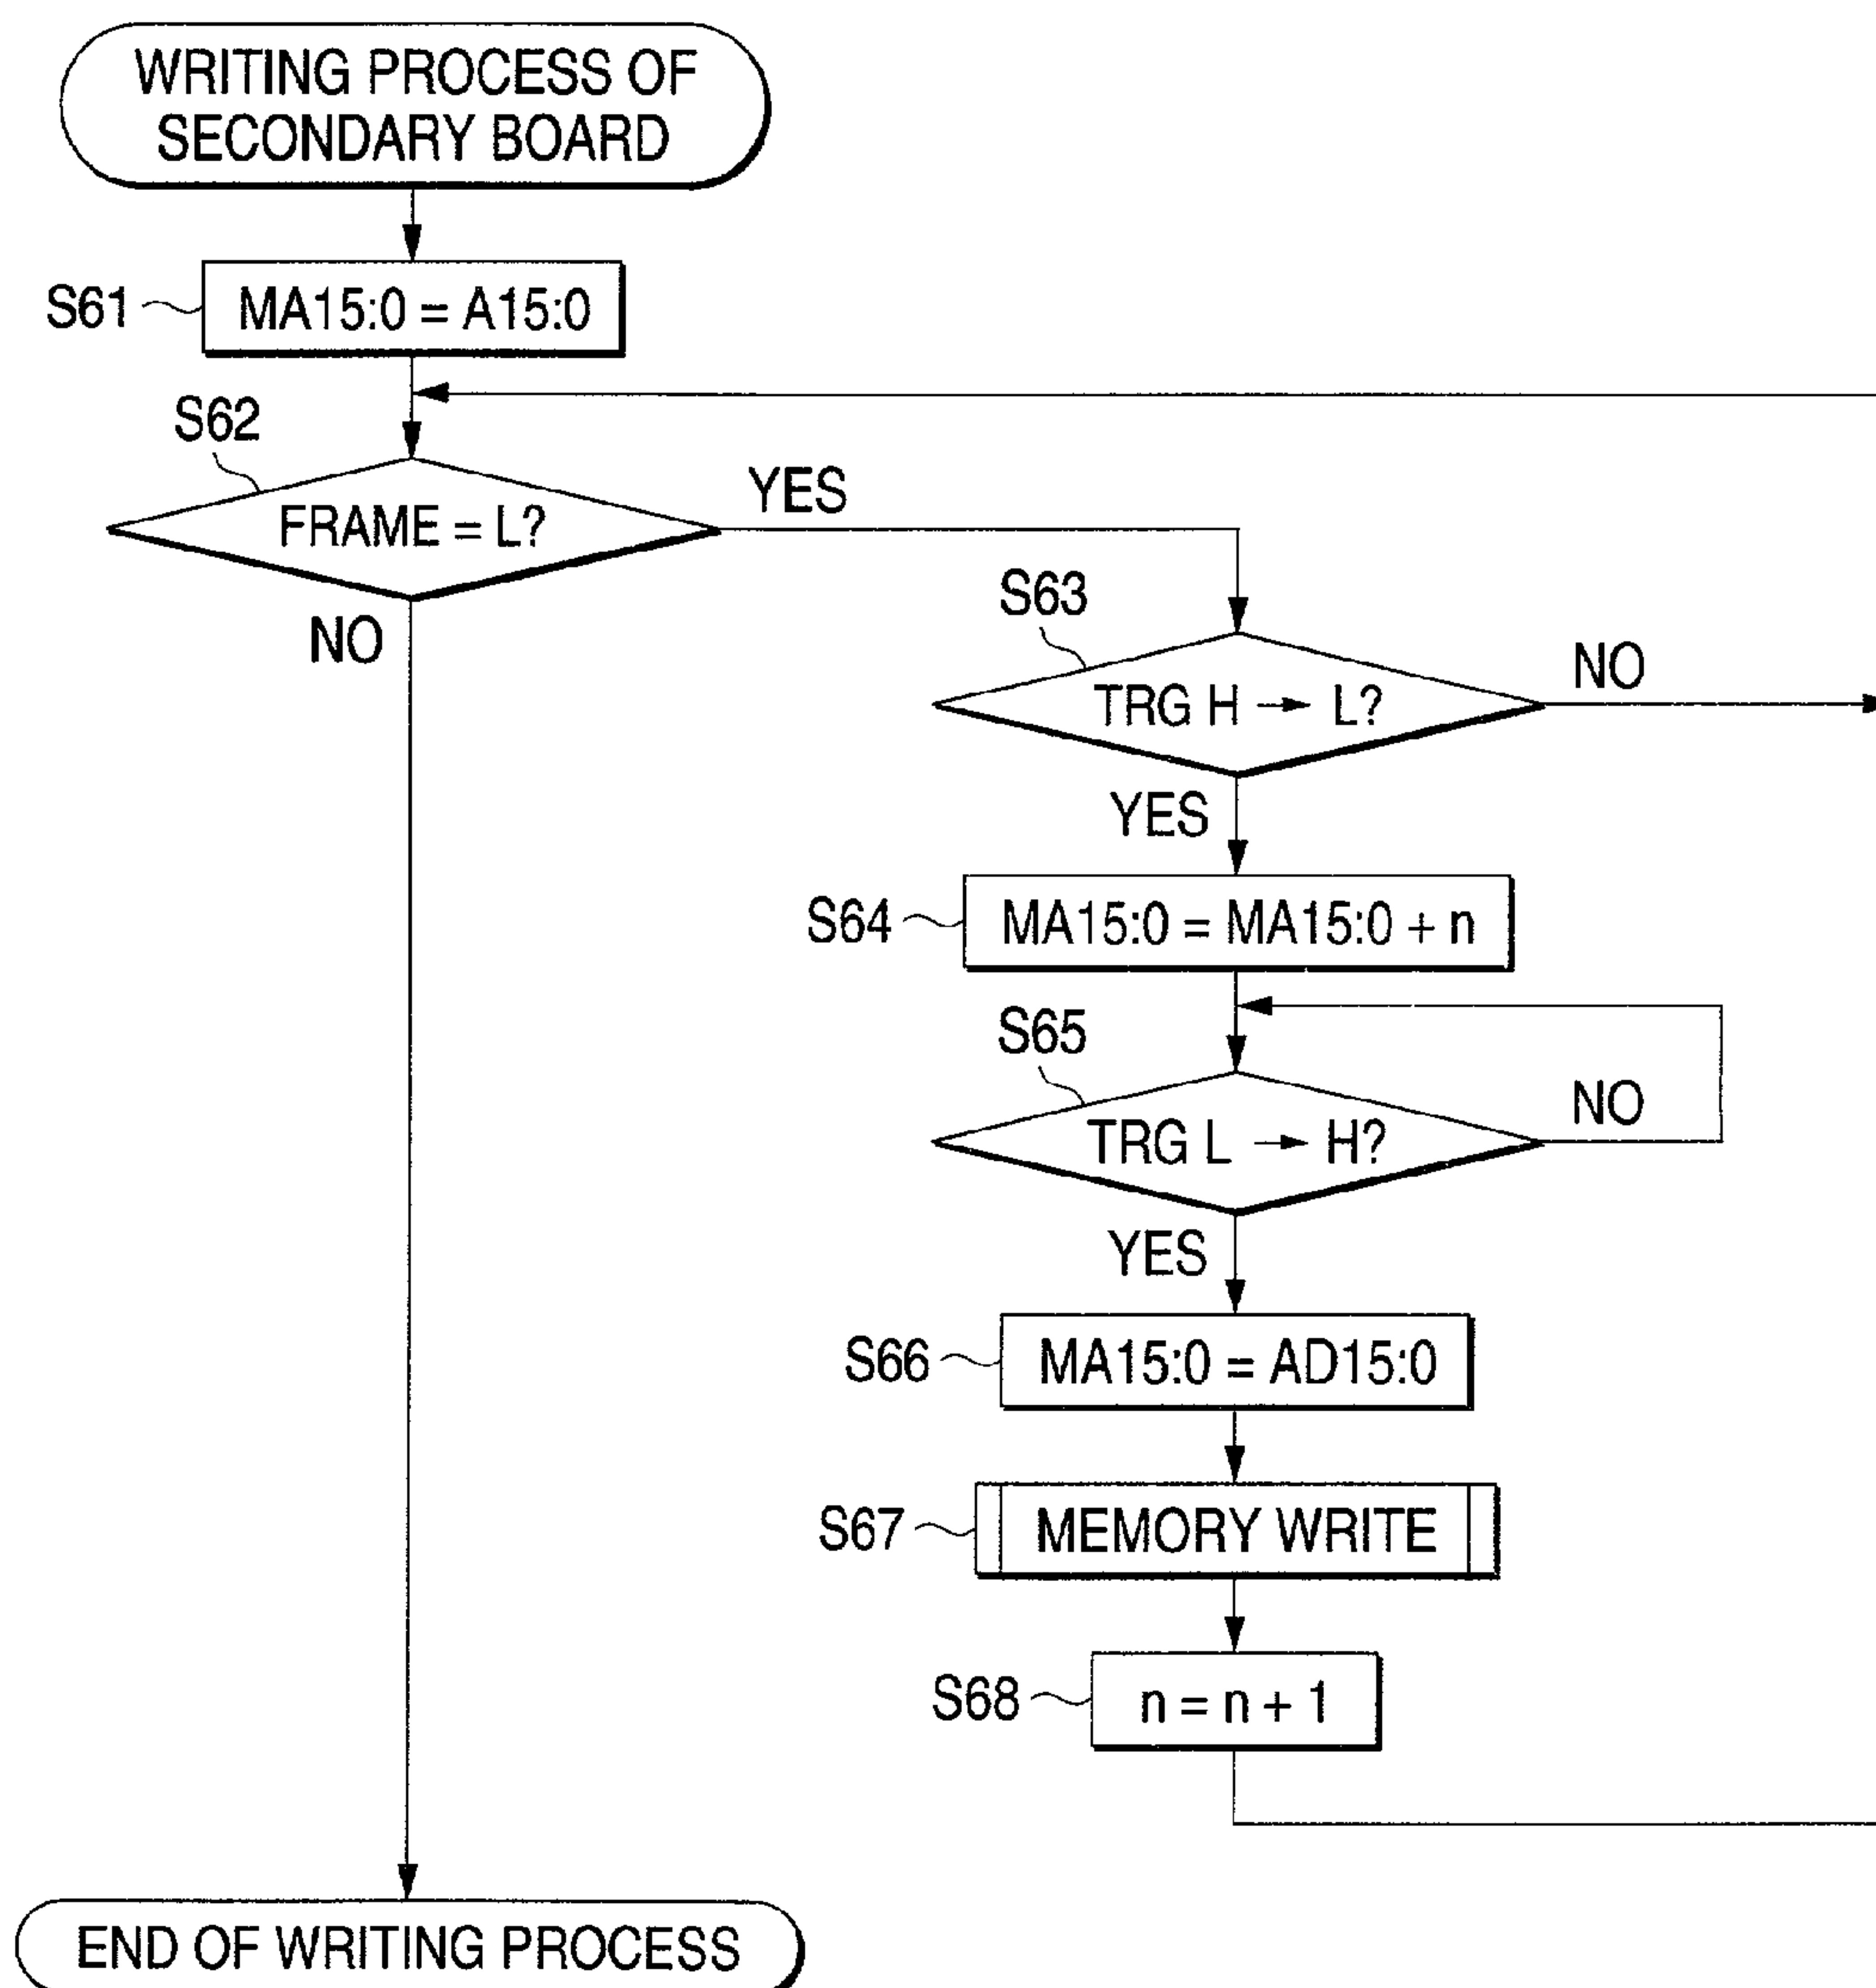 WRITING PROCESS OF
SECONDARY BOARD
S61
MA15:0 = A15:0
S62
FRAME = L?
YES
NO
S63
TRG H → L?
NO
YES
S64
MA15:0 = MA15:0 + n
S65
TRG L → H?
NO
YES
S66
MA15:0 = AD15:0
S67
MEMORY WRITE
S68
n = n + 1
END OF WRITING PROCESS